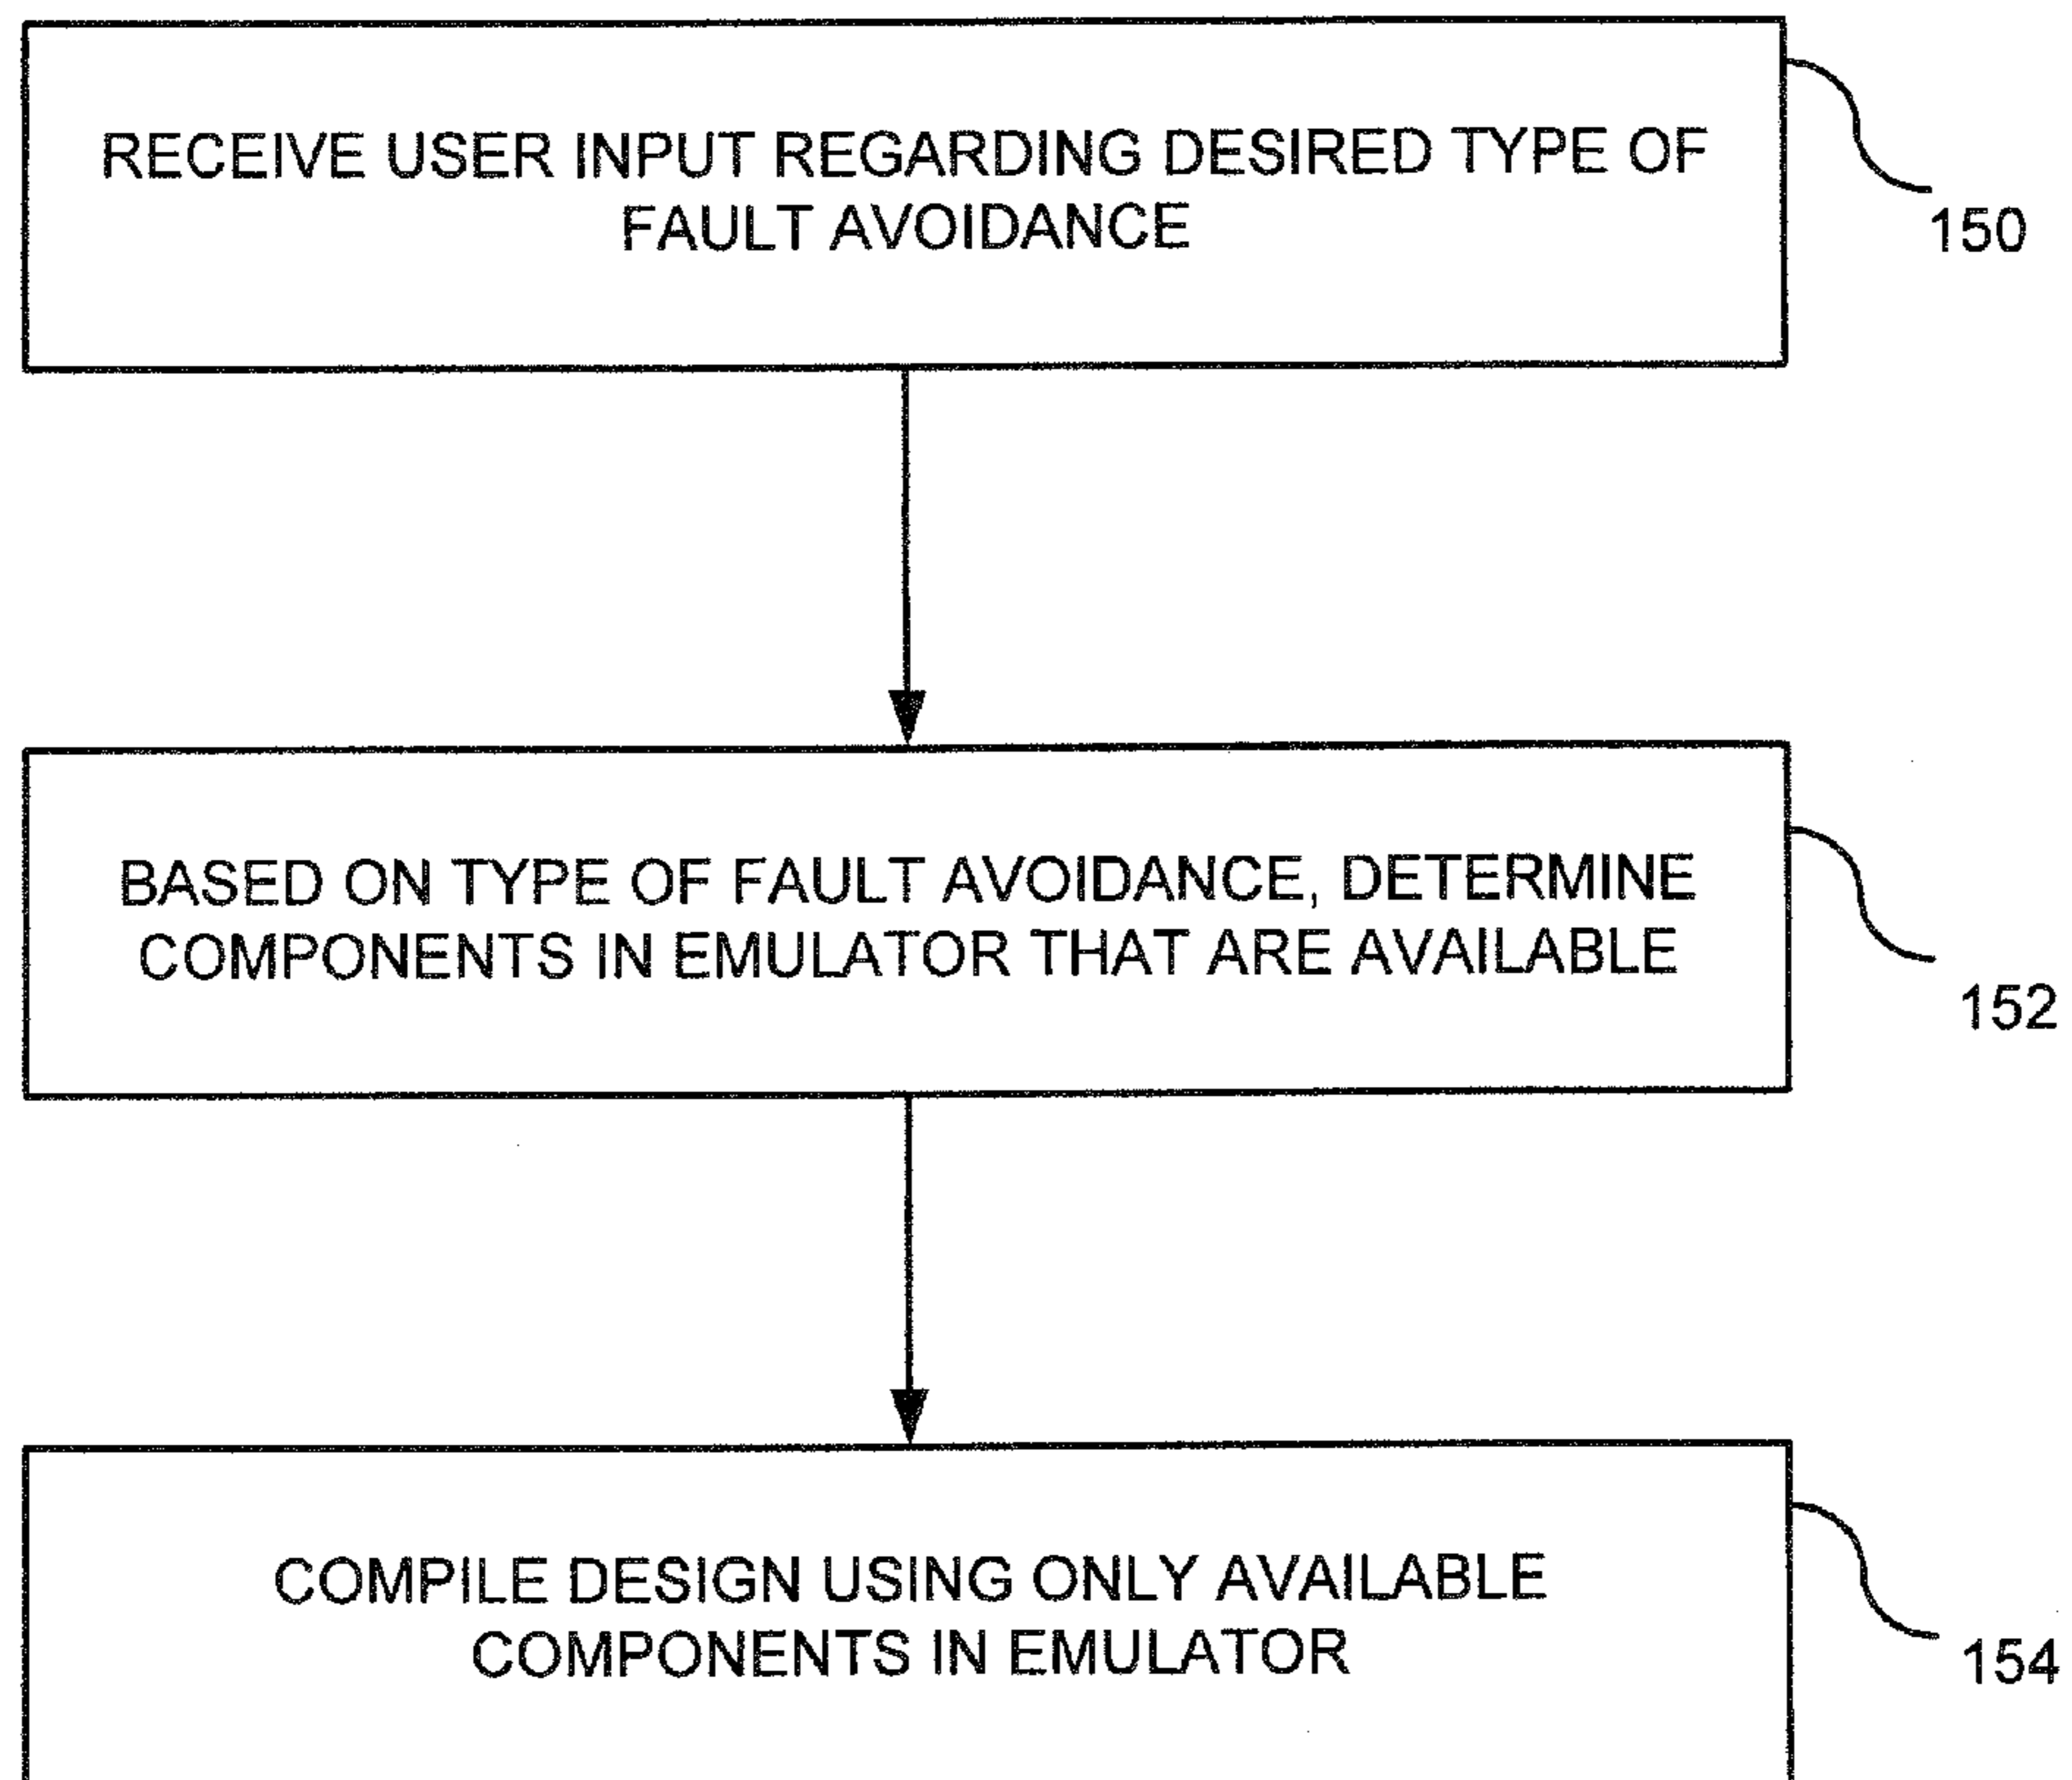 RECEIVE USER INPUT REGARDING DESIRED TYPE OF
FAULT AVOIDANCE
150
BASED ON TYPE OF FAULT AVOIDANCE, DETERMINE
COMPONENTS IN EMULATOR THAT ARE AVAILABLE
152
COMPILE DESIGN USING ONLY AVAILABLE
COMPONENTS IN EMULATOR
154